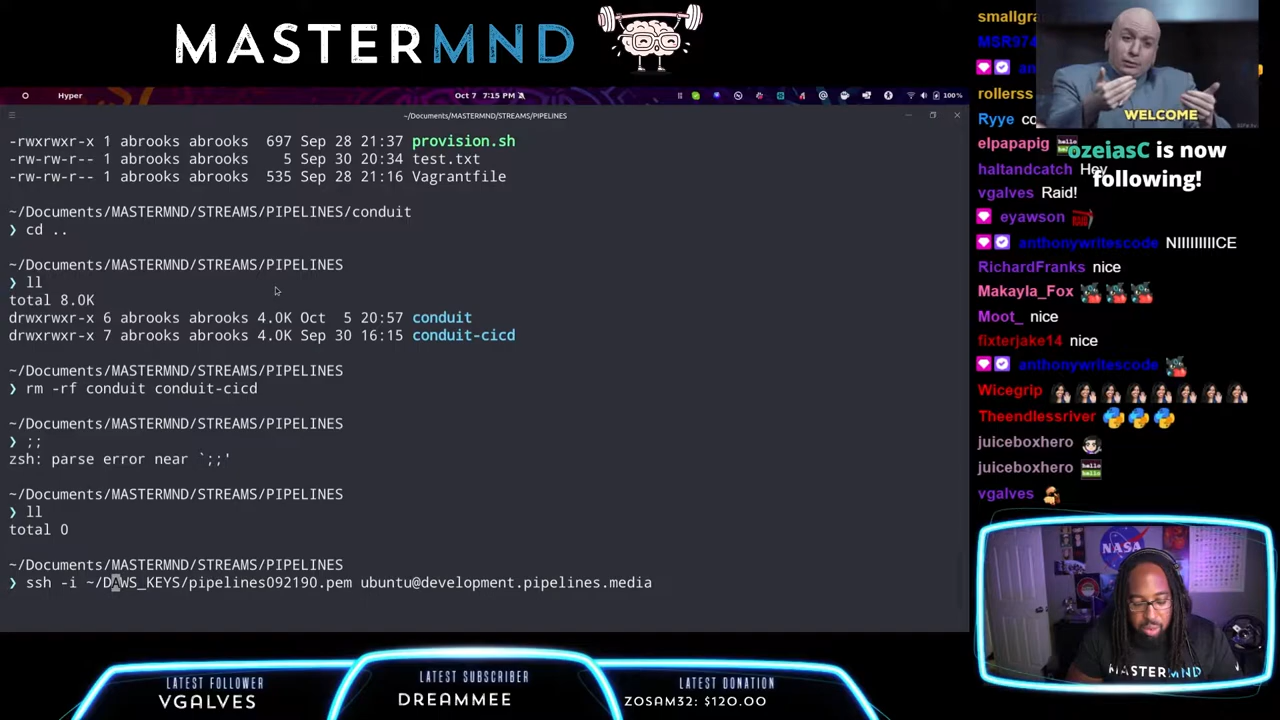 MASTERMND
Hyper
Oct 7 7:15 PM
100%
~/Documents/MASTERMND/STREAMS/PIPELINES
-rwxrwxr-x 1 abrooks abrooks 697 Sep 28 21:37 provision.sh
-rw-rw-r-- 1 abrooks abrooks 5 Sep 30 20:34 test.txt
-rw-rw-r-- 1 abrooks abrooks 535 Sep 28 21:16 Vagrantfile
~/Documents/MASTERMND/STREAMS/PIPELINES/conduit
❯ cd ..
~/Documents/MASTERMND/STREAMS/PIPELINES
❯ ll
total 8.0K
drwxrwxr-x 6 abrooks abrooks 4.0K Oct 5 20:57 conduit
drwxrwxr-x 7 abrooks abrooks 4.0K Sep 30 16:15 conduit-cicd
~/Documents/MASTERMND/STREAMS/PIPELINES
❯ rm -rf conduit conduit-cicd
~/Documents/MASTERMND/STREAMS/PIPELINES
❯ ;;
zsh: parse error near `;;'
~/Documents/MASTERMND/STREAMS/PIPELINES
❯ ll
total 0
~/Documents/MASTERMND/STREAMS/PIPELINES
❯ ssh -i ~/DAWS_KEYS/pipelines092190.pem ubuntu@development.pipelines.media
smallgra
MSR974
an
rollerss
Ryye co
elpapapig
haltandcatch Hey
vgalves Raid!
eyawson
anthonywritescode NIIIIIIIICE
RichardFranks nice
Makayla_Fox
Moot_ nice
fixterjake14 nice
anthonywritescode
Wicegrip
Theendlessriver
juiceboxhero
juiceboxhero
vgalves
WELCOME
ozeiasC is now
following!
NASA
MASTERMND
LATEST FOLLOWER
VGALVES
LATEST SUBSCRIBER
DREAMMEE
LATEST DONATION
ZOSAM32: $120.00